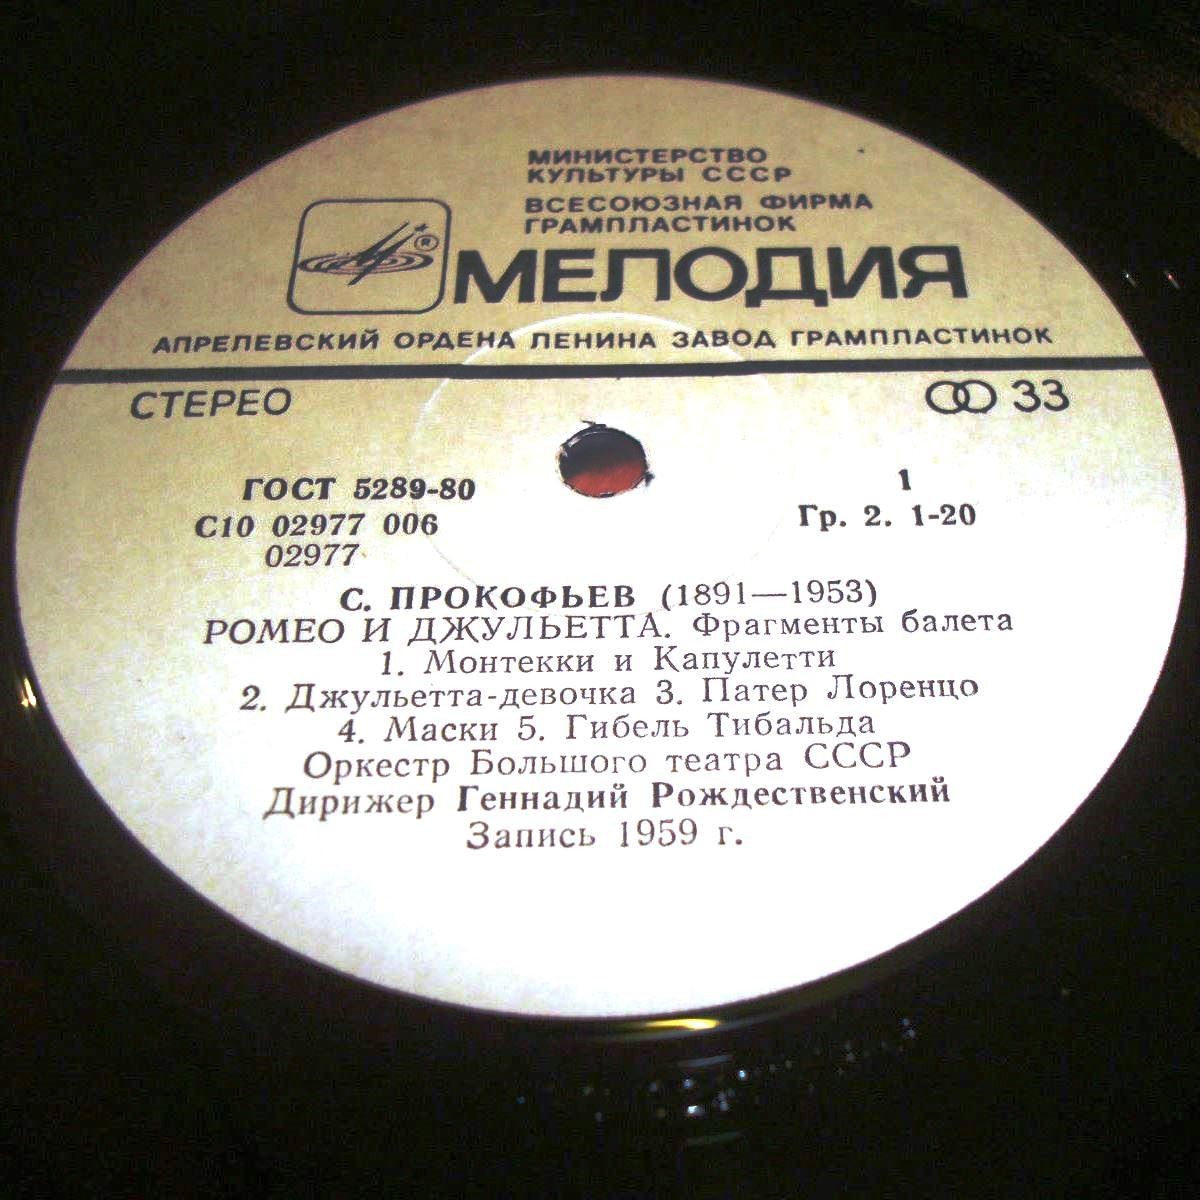 МИНИСТЕРСТВО
КУЛЬТУРЫ СССР
ВСЕСОЮЗНАЯ ФИРМА
ГРАМПЛАСТИНОК
®
МЕЛОДИЯ
АПРЕЛЕВСКИЙ ОРДЕНА ЛЕНИНА ЗАВОД ГРАМПЛАСТИНОК
СТЕРЕО 33
ГОСТ 5289-80 1
С10 02977 006 Гр. 2. 1-20
02977
С. ПРОКОФЬЕВ (1891—1953)
РОМЕО И ДЖУЛЬЕТТА. Фрагменты балета
1. Монтекки и Капулетти
2. Джульетта-девочка 3. Патер Лоренцо
4. Маски 5. Гибель Тибальда
Оркестр Большого театра СССР
Дирижер Геннадий Рождественский
Запись 1959 г.